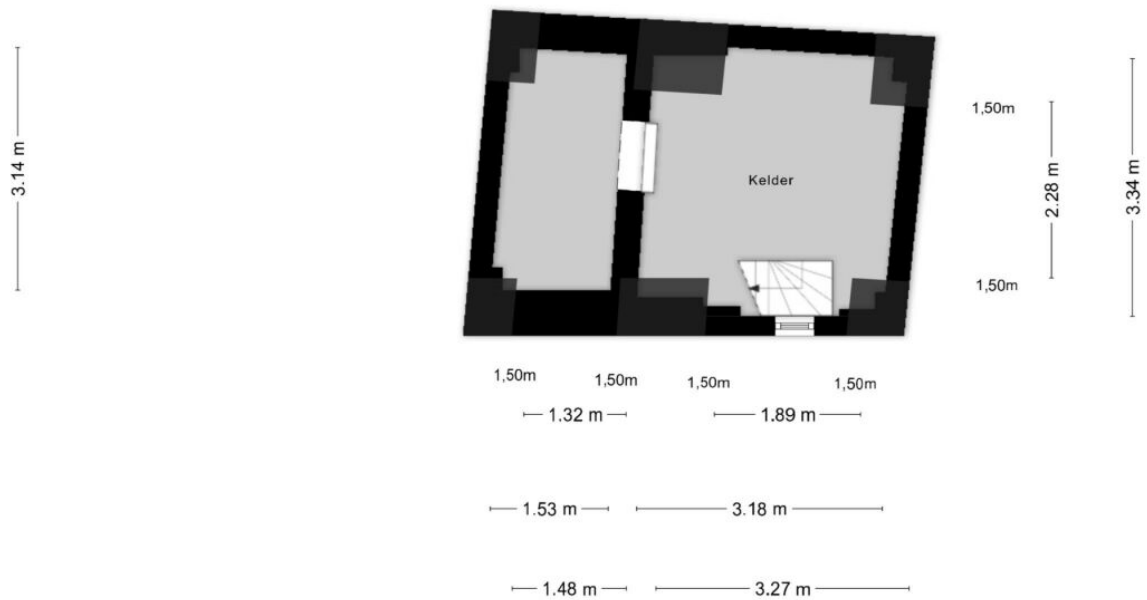 1,50m
3.14 m
2.28 m
3.34 m
Kelder
1,50m
1,50m 1,50m 1,50m 1,50m
1.32 m 1.89 m
1.53 m 3.18 m
1.48 m 3.27 m